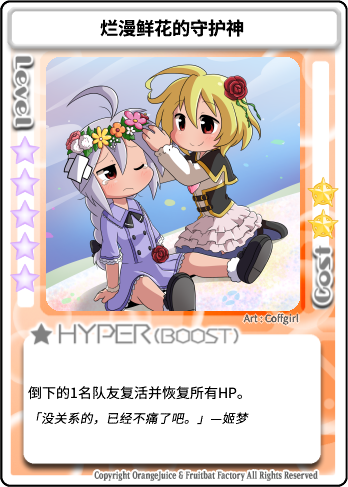 烂漫鲜花的守护神
Level
Cost
Art : Coffgirl
HYPER(BOOST)
倒下的1名队友复活并恢复所有HP。
「没关系的，已经不痛了吧。」—姬梦
Copyright OrangeJuice & Fruitbat Factory All Rights Reserved